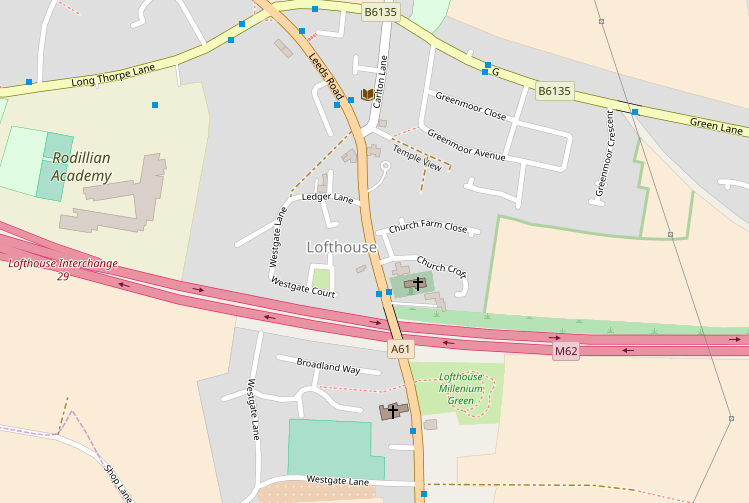 B6135
Long Thorpe Lane
Leeds Road
Carlton Lane
G
B6135
Greenmoor Close
Green Lane
Greenmoor Avenue
Greenmoor Crescent
Temple View
Rodillian
Academy
Ledger Lane
Westgate Lane
Church Farm Close
Lofthouse
Church Croft
Lofthouse Interchange
29
Westgate Court
A61
M62
Broadland Way
Lofthouse
Millenium
Green
Westgate Lane
Shop Lane
Westgate Lane